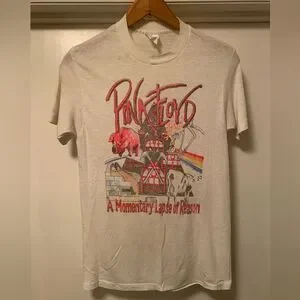 PINK FLOYD
A Momentary Lapse of Reason